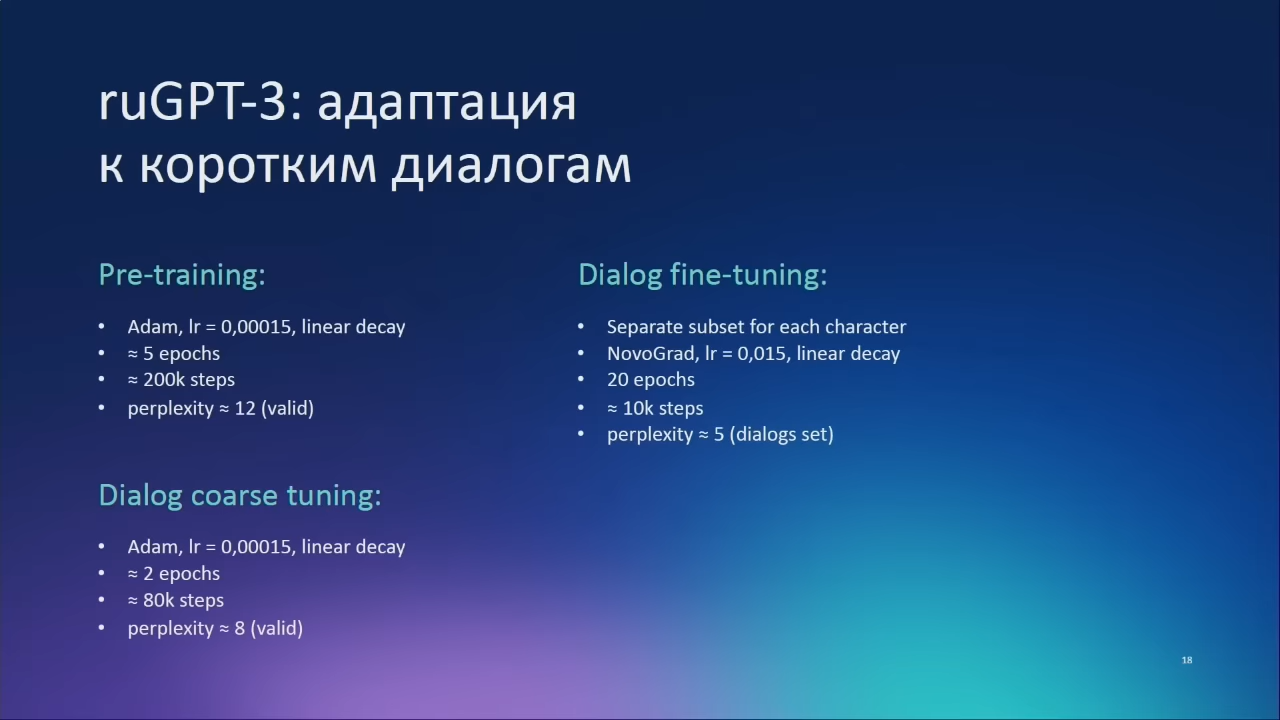 ruGPT-3: адаптация
к коротким диалогам
Pre-training:
• Adam, lr = 0,00015, linear decay
• ≈ 5 epochs
• ≈ 200k steps
• perplexity ≈ 12 (valid)
Dialog coarse tuning:
• Adam, lr = 0,00015, linear decay
• ≈ 2 epochs
• ≈ 80k steps
• perplexity ≈ 8 (valid)
Dialog fine-tuning:
• Separate subset for each character
• NovoGrad, lr = 0,015, linear decay
• 20 epochs
• ≈ 10k steps
• perplexity ≈ 5 (dialogs set)
18